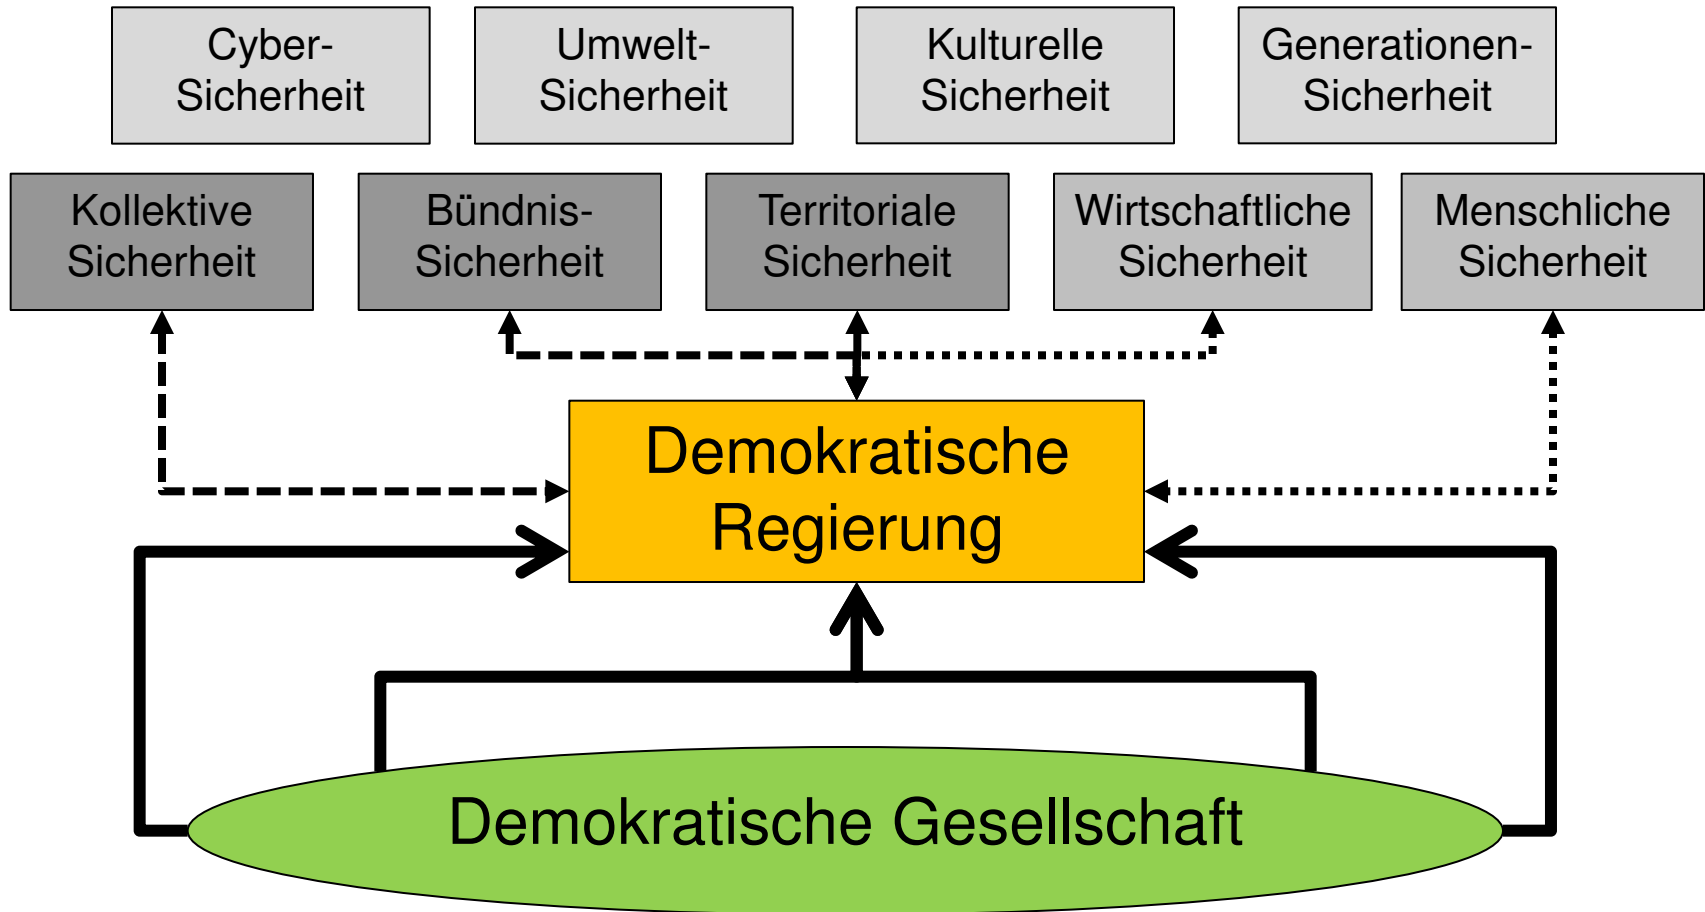 Cyber-
Sicherheit
Umwelt-
Sicherheit
Kulturelle
Sicherheit
Generationen-
Sicherheit
Kollektive
Sicherheit
Bündnis-
Sicherheit
Territoriale
Sicherheit
Wirtschaftliche
Sicherheit
Menschliche
Sicherheit
Demokratische
Regierung
Demokratische Gesellschaft